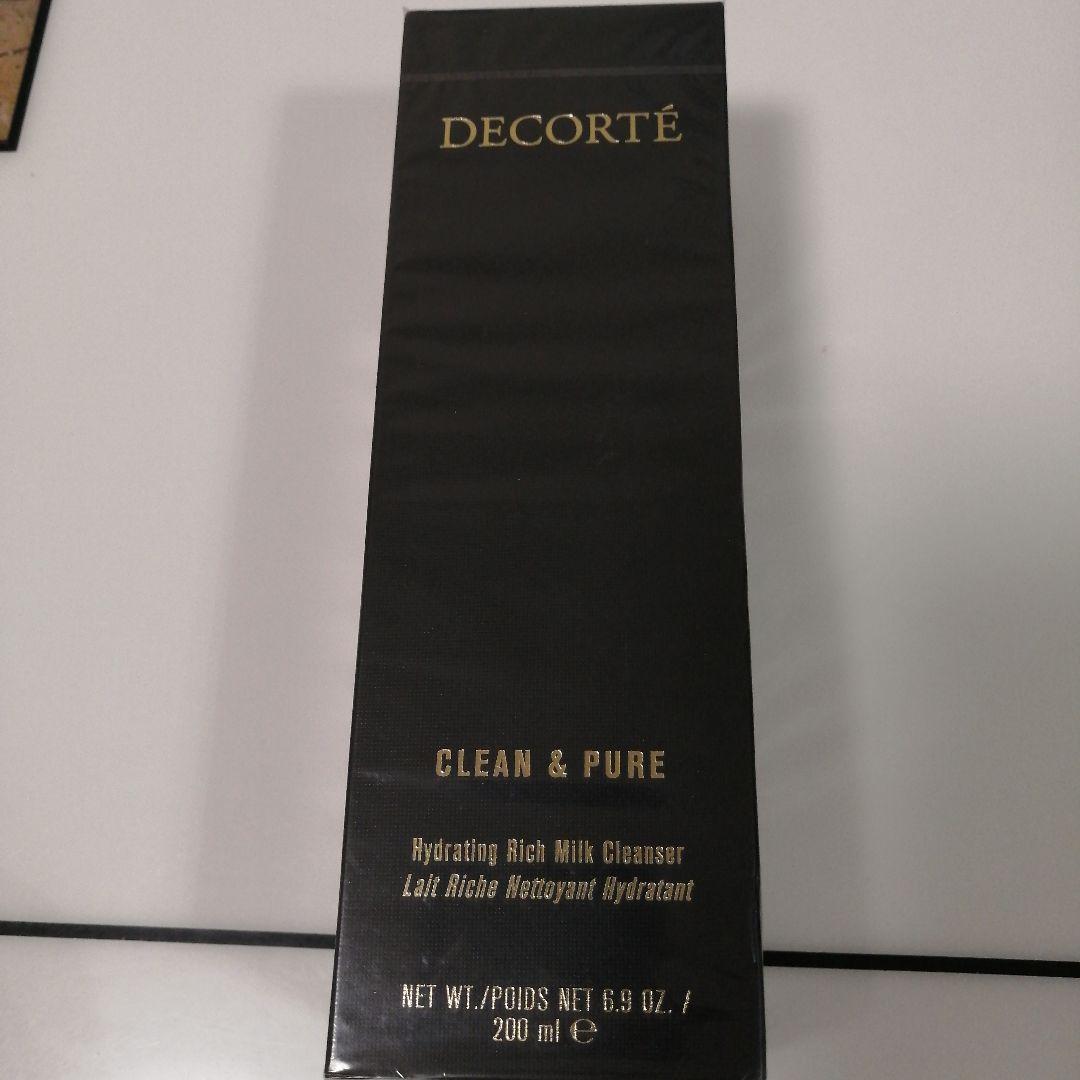 DECORTÉ
CLEAN & PURE
Hydrating Rich Milk Cleanser
Lait Riche Nettoyant Hydratant
NET WT./POIDS NET 6.9 OZ. /
200 ml ℮